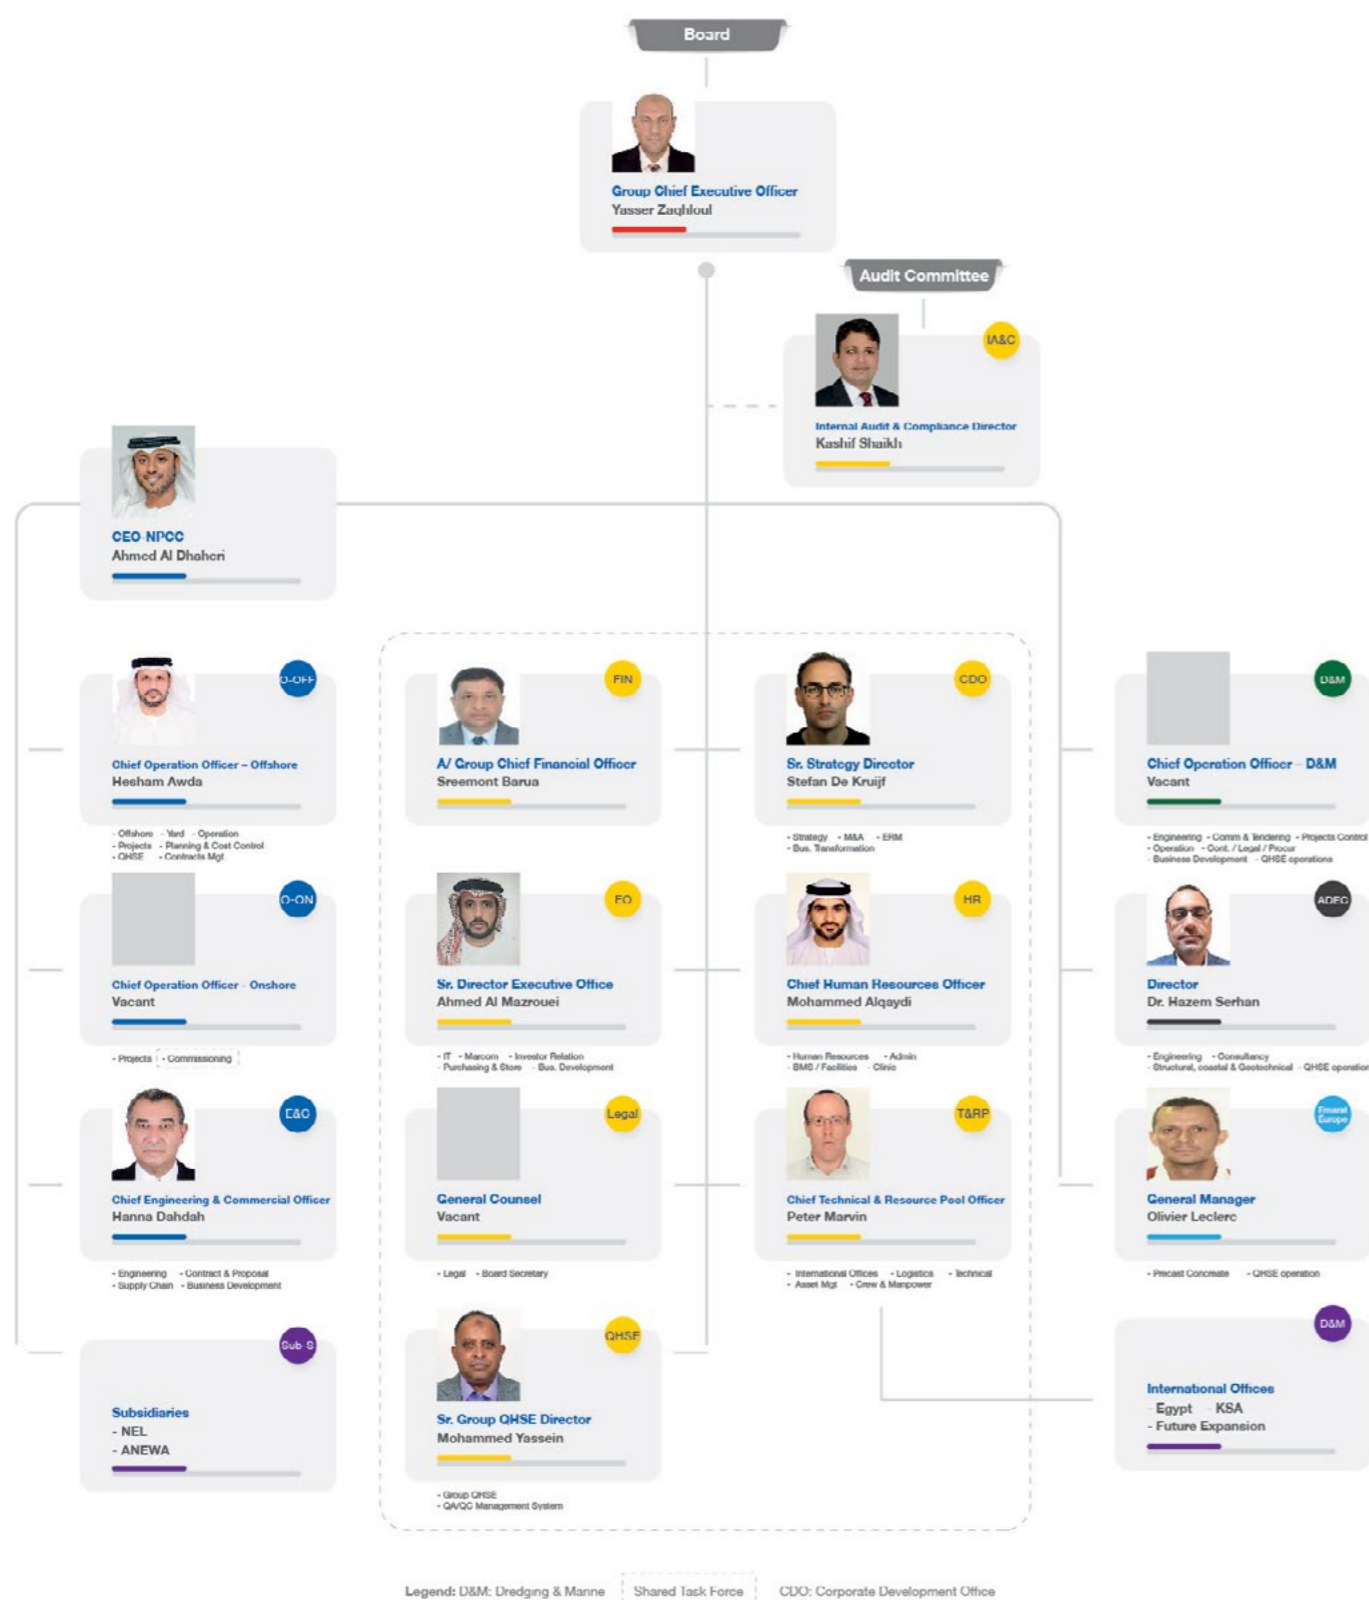 Board
Group Chief Executive Officer
Yasser Zaghloul
Audit Committee
IA&C
Internal Audit & Compliance Director
Kashif Shaikh
CEO-NPCC
Ahmed Al Dhaheri
O-OFF
Chief Operation Officer – Offshore
Hesham Awda
- Offshore - Yard - Operation
- Projects - Planning & Cost Control
- QHSE - Contracts Mgt.
FIN
A/ Group Chief Financial Officer
Sreemont Barua
CDO
Sr. Strategy Director
Stefan De Kruijf
- Strategy - M&A - ERM
- Bus. Transformation
D&M
Chief Operation Officer – D&M
Vacant
- Engineering - Comm & Tendering - Projects Control
- Operation - Cont. / Legal / Procur
- Business Development - QHSE operations
O-ON
Chief Operation Officer - Onshore
Vacant
- Projects - Commissioning
EO
Sr. Director Executive Office
Ahmed Al Mazrouei
- IT - Marcom - Investor Relation
- Purchasing & Store - Bus. Development
HR
Chief Human Resources Officer
Mohammed Alqaydi
- Human Resources - Admin
- BMS / Facilities - Clinic
ADEC
Director
Dr. Hazem Serhan
- Engineering - Consultancy
- Structural, coastal & Geotechnical - QHSE operation
E&C
Chief Engineering & Commercial Officer
Hanna Dahdah
- Engineering - Contract & Proposal
- Supply Chain - Business Development
Legal
General Counsel
Vacant
- Legal - Board Secretary
T&RP
Chief Technical & Resource Pool Officer
Peter Marvin
- International Offices - Logistics - Technical
- Asset Mgt - Crew & Manpower
Emarat
Europe
General Manager
Olivier Leclerc
- Precast Concreate - QHSE operation
Sub-S
Subsidiaries
- NEL
- ANEWA
QHSE
Sr. Group QHSE Director
Mohammed Yassein
- Group QHSE
- QA/QC Management System
D&M
International Offices
- Egypt - KSA
- Future Expansion
Legend: D&M: Dredging & Marine Shared Task Force CDO: Corporate Development Office